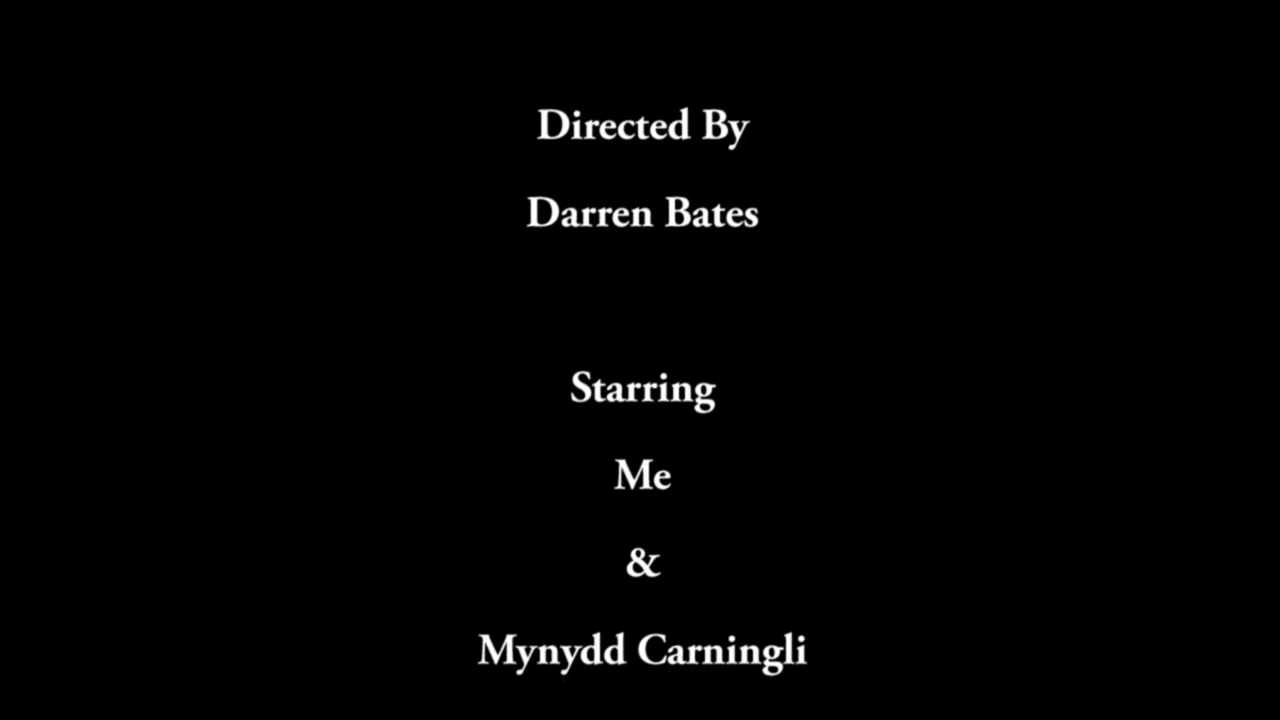 Directed By
Darren Bates
Starring
Me
&
Mynydd Carningli